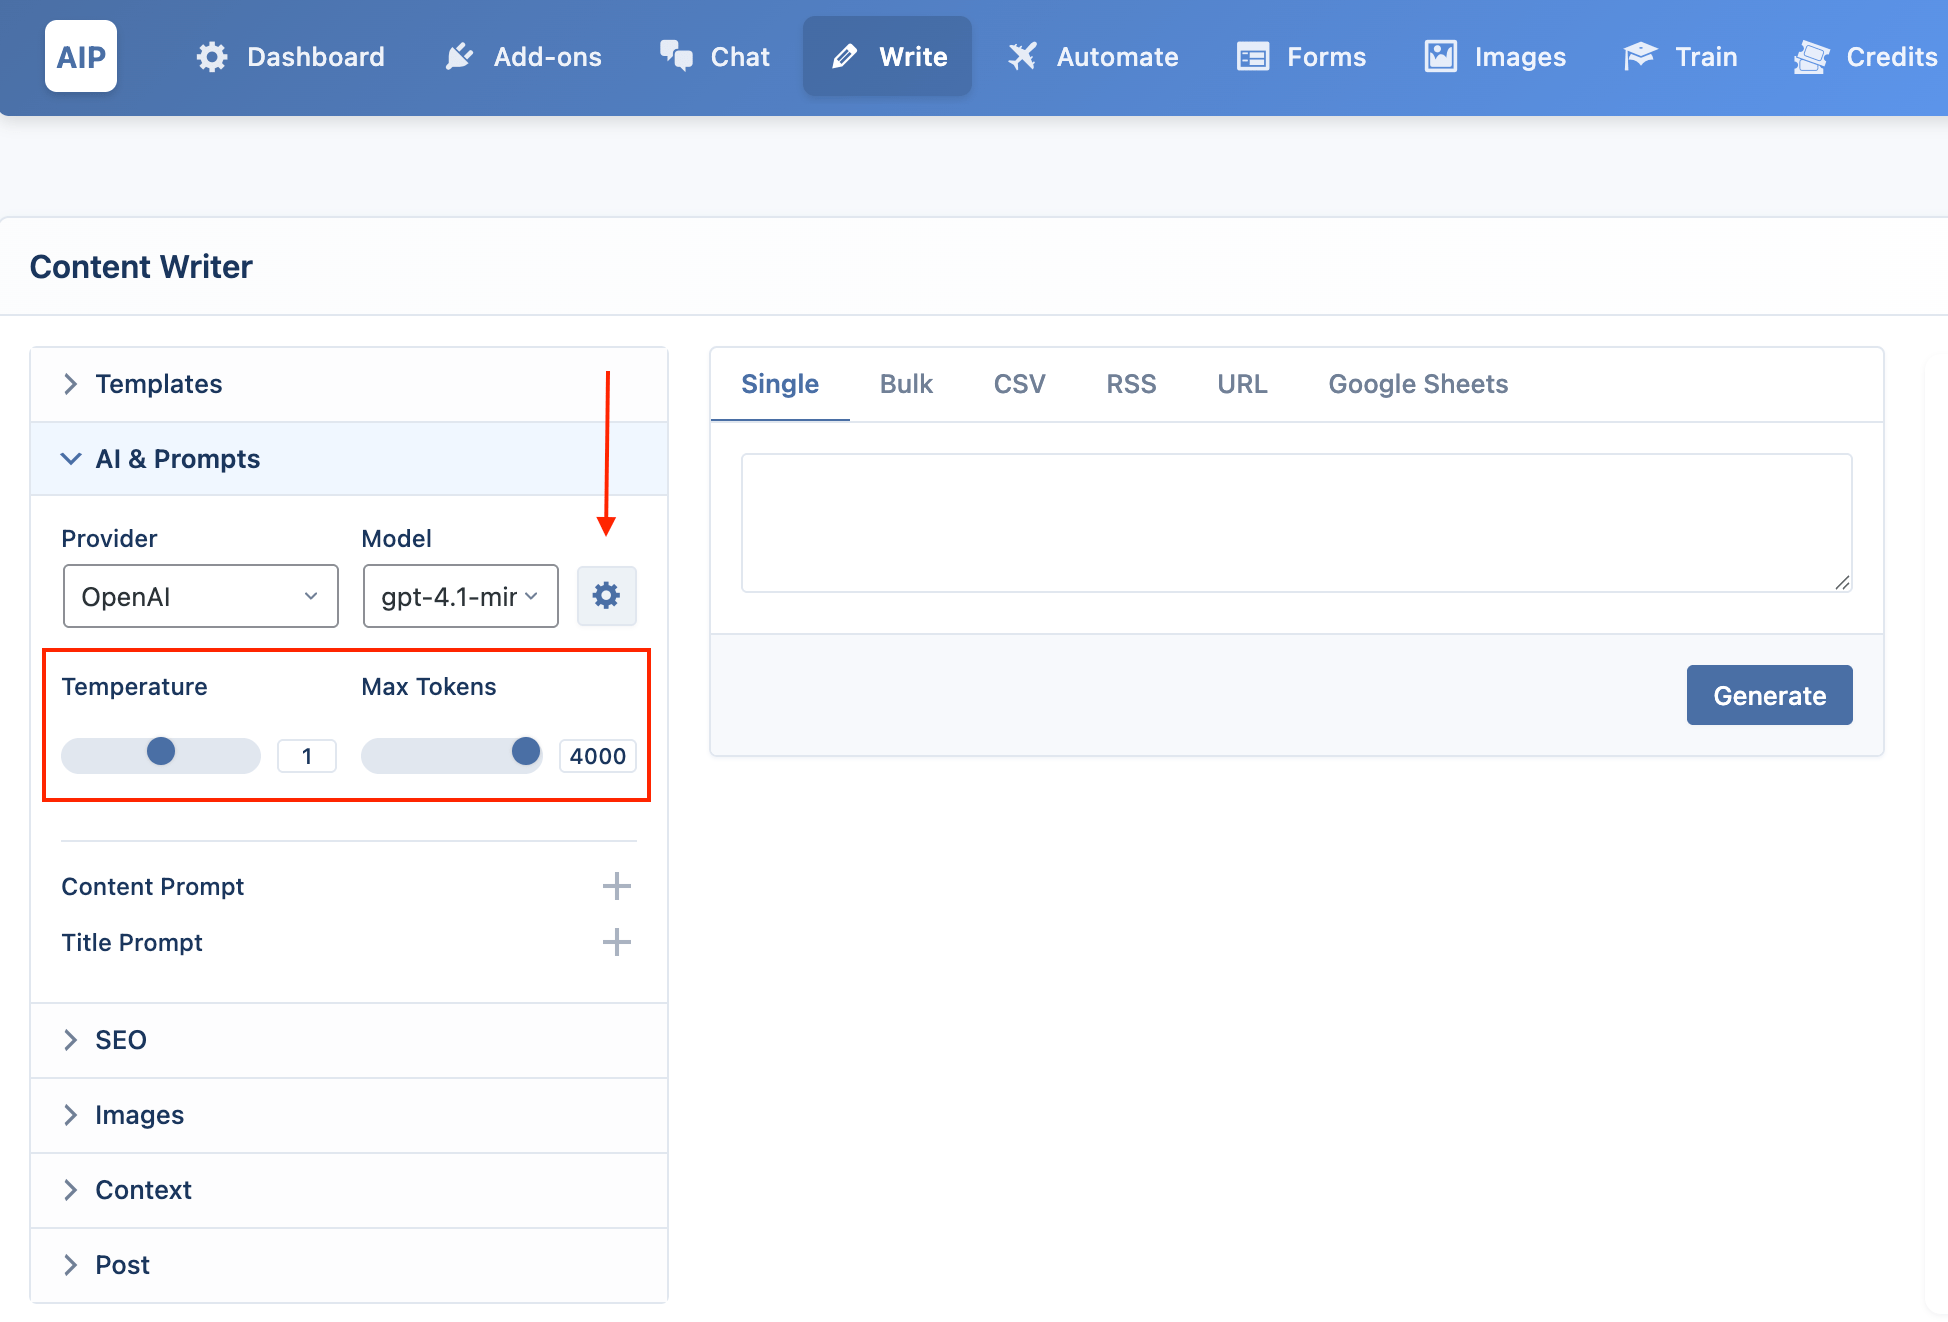 AIP Dashboard Add-ons Chat Write Automate Forms Images Train Credits
Content Writer
Templates
AI & Prompts
Provider Model
OpenAI gpt-4.1-mir
Temperature Max Tokens
1 4000
Content Prompt
Title Prompt
SEO
Images
Context
Post
Single Bulk CSV RSS URL Google Sheets
Generate